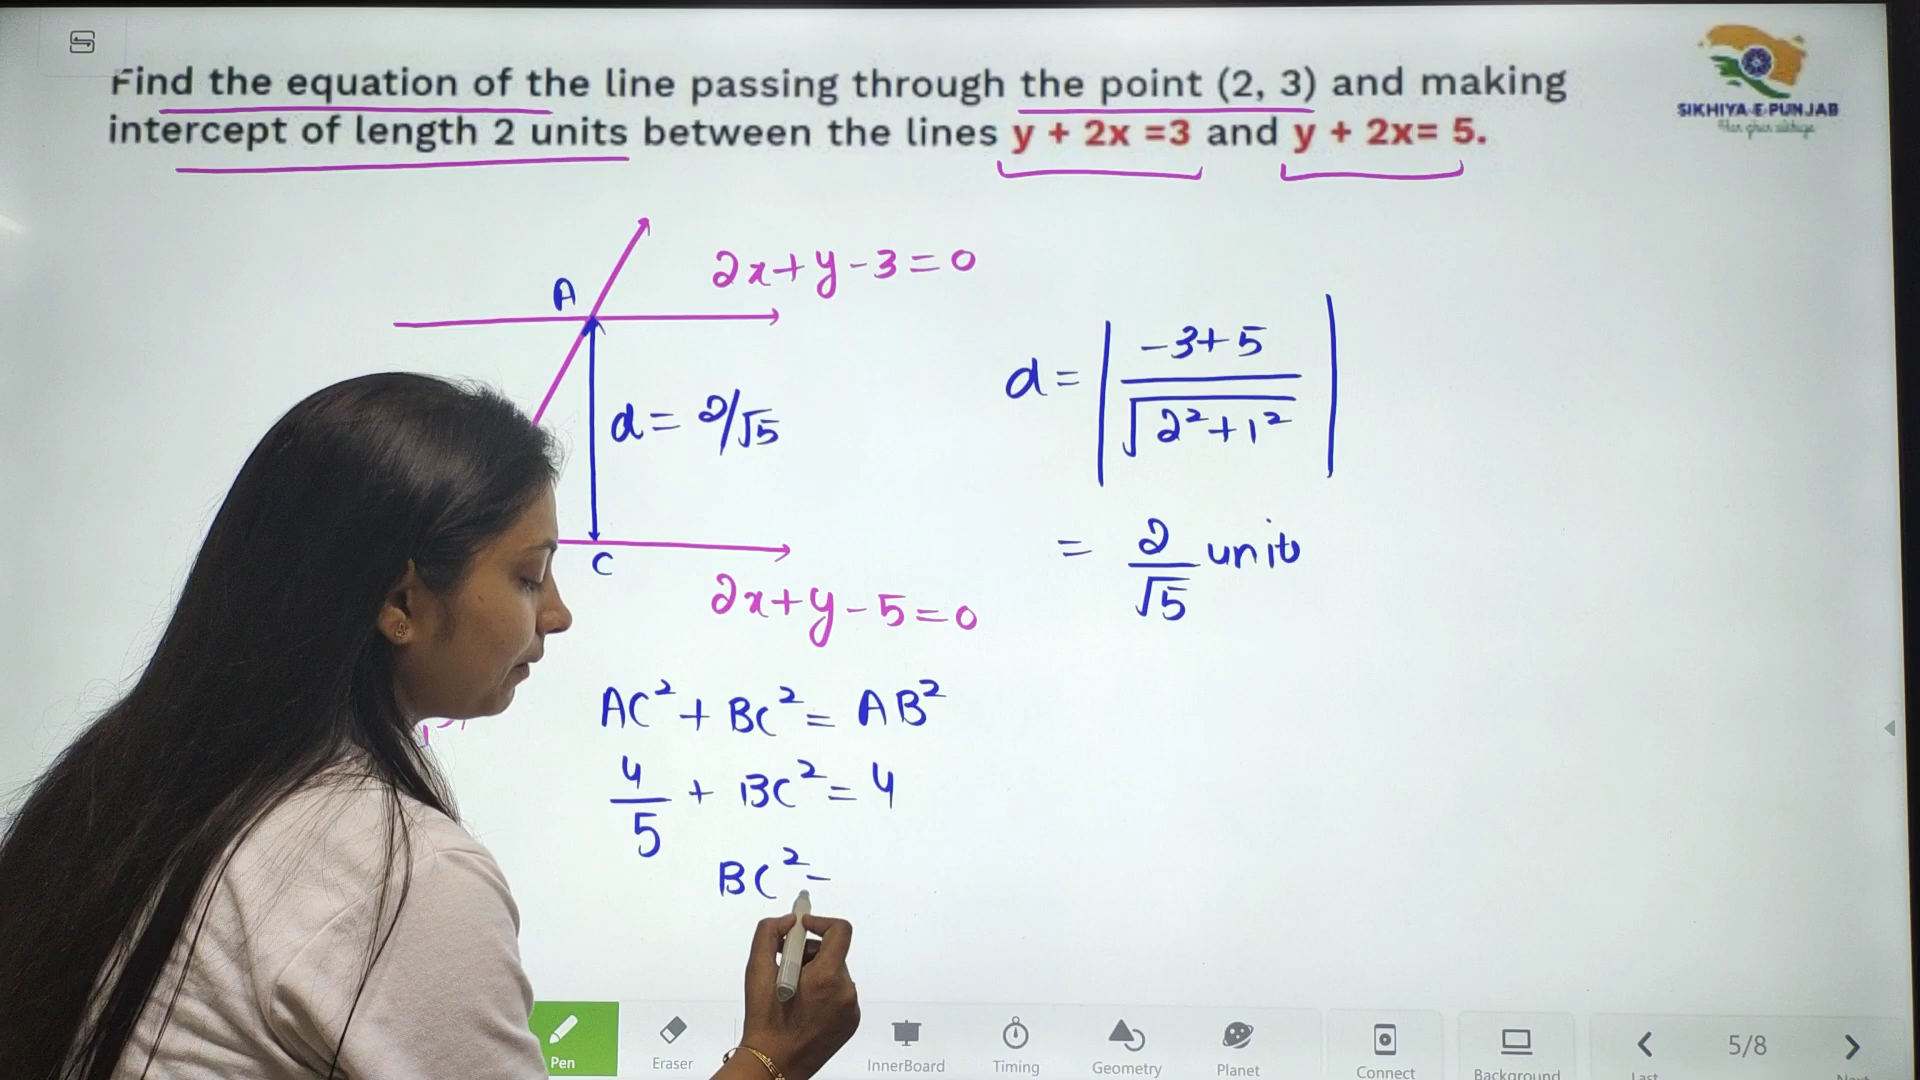 Find the equation of the line passing through the point (2, 3) and making
intercept of length 2 units between the lines y + 2x =3 and y + 2x= 5.
SIKHIYA-E-PUNJAB
A
2x+y-3=0
d = 2/√5
C
2x+y-5=0
d = | -3+5 / √2²+1² |
= 2/√5 units
AC² + BC² = AB²
4/5 + BC² = 4
BC² =
Pen
Eraser
InnerBoard
Timing
Geometry
Planet
Connect
Background
Last
5/8